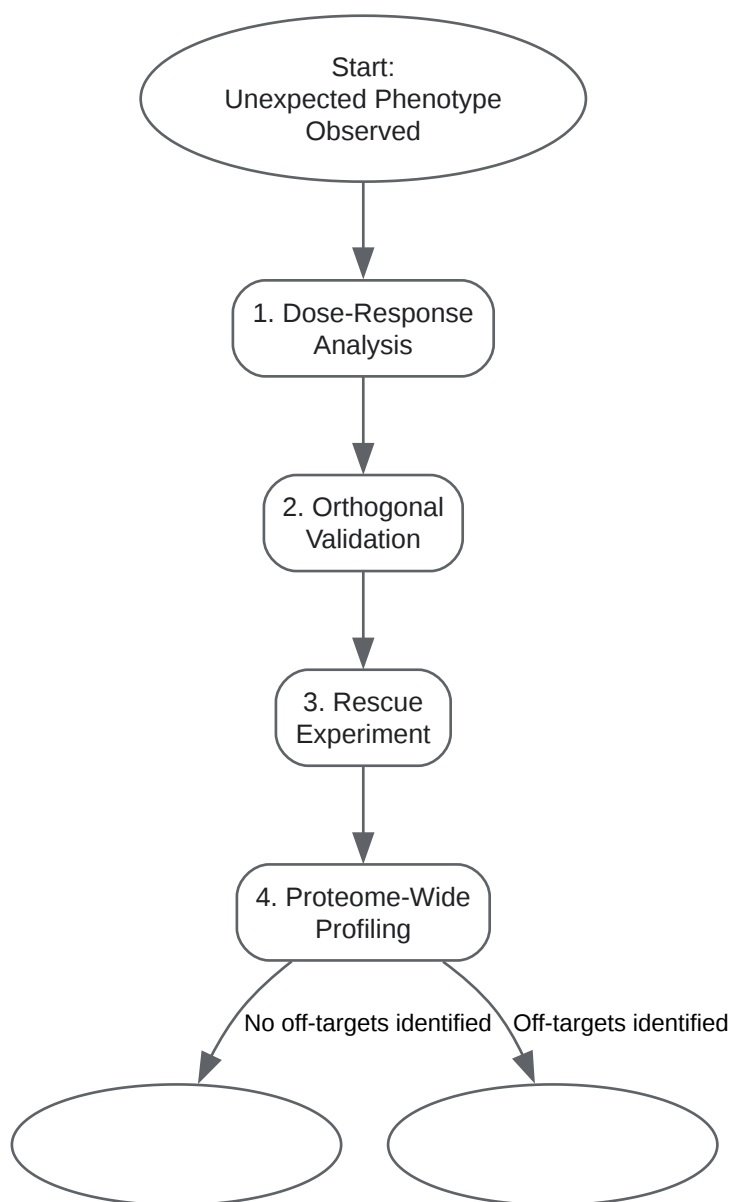 Start:
Unexpected Phenotype
Observed
1. Dose-Response
Analysis
2. Orthogonal
Validation
3. Rescue
Experiment
4. Proteome-Wide
Profiling
No off-targets identified
Off-targets identified